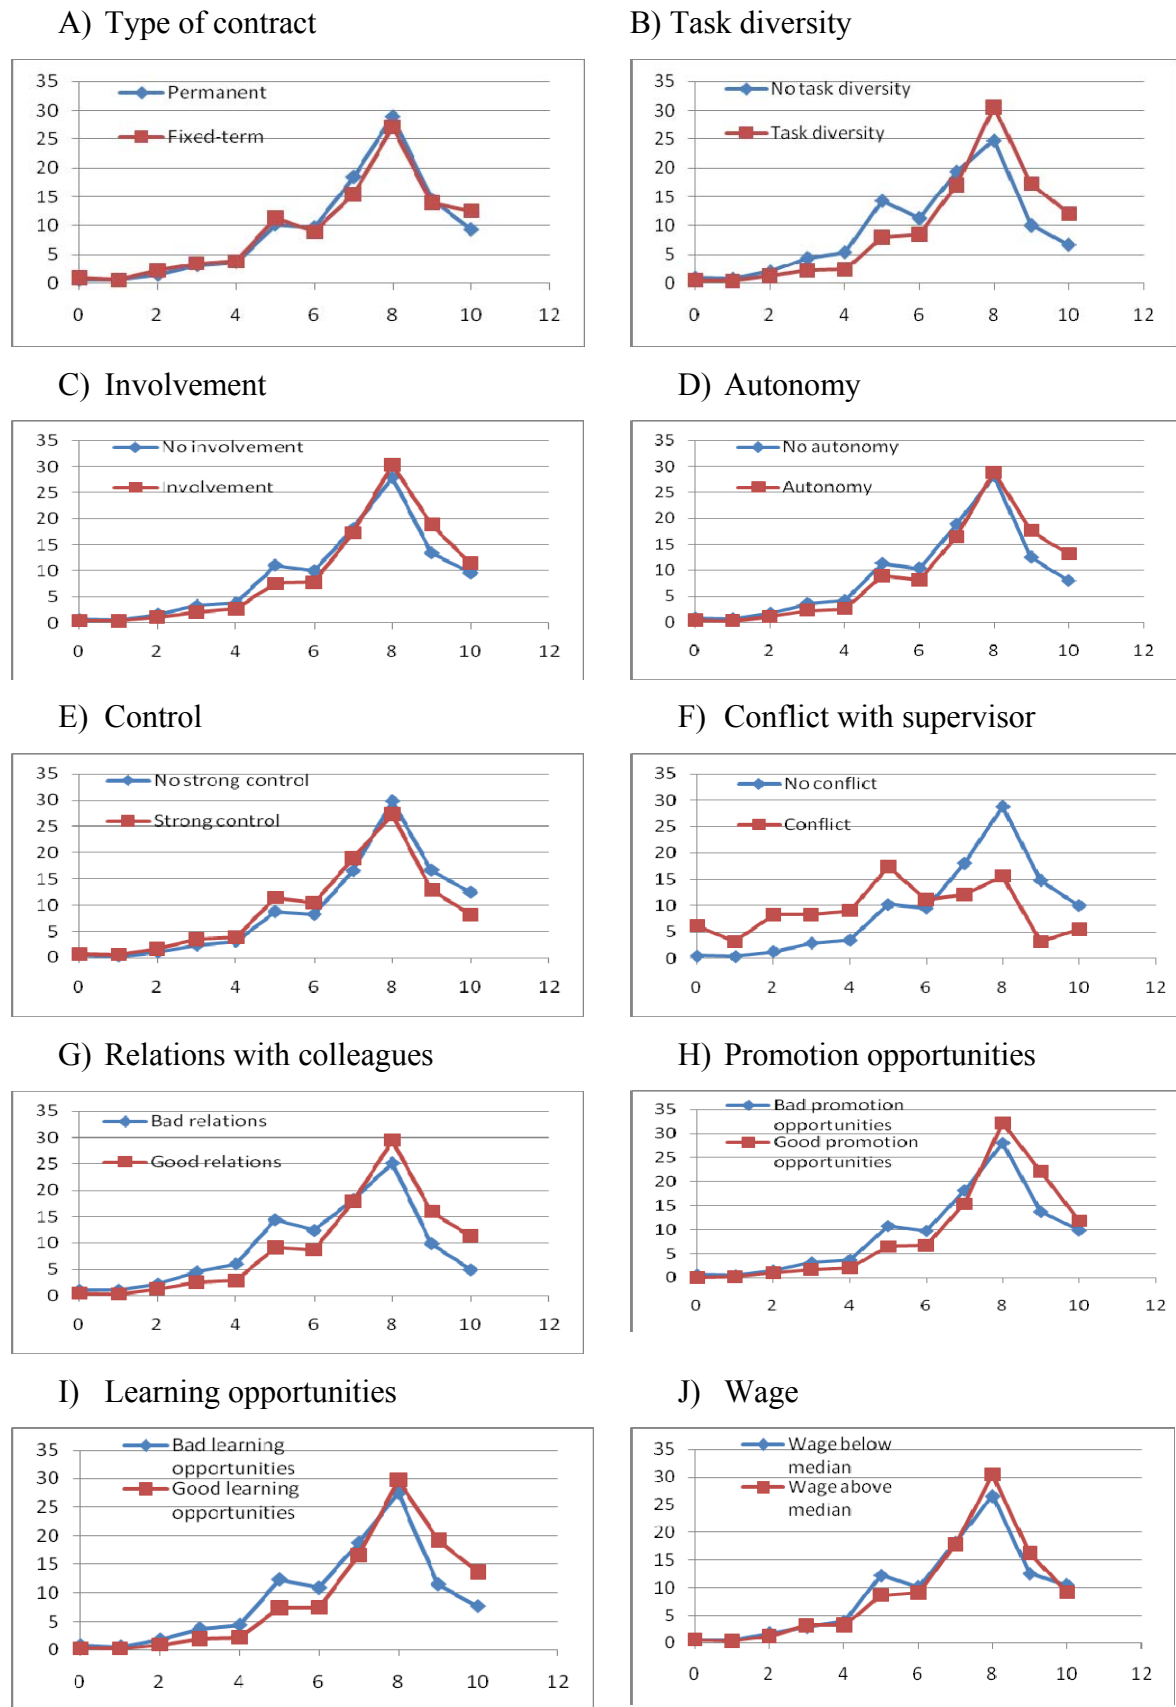 A) Type of contract
35
30
25
20
15
10
5
0
0 2 4 6 8 10 12
Permanent
Fixed-term
B) Task diversity
35
30
25
20
15
10
5
0
0 2 4 6 8 10 12
No task diversity
Task diversity
C) Involvement
35
30
25
20
15
10
5
0
0 2 4 6 8 10 12
No involvement
Involvement
D) Autonomy
35
30
25
20
15
10
5
0
0 2 4 6 8 10 12
No autonomy
Autonomy
E) Control
35
30
25
20
15
10
5
0
0 2 4 6 8 10 12
No strong control
Strong control
F) Conflict with supervisor
35
30
25
20
15
10
5
0
0 2 4 6 8 10 12
No conflict
Conflict
G) Relations with colleagues
35
30
25
20
15
10
5
0
0 2 4 6 8 10 12
Bad relations
Good relations
H) Promotion opportunities
35
30
25
20
15
10
5
0
0 2 4 6 8 10 12
Bad promotion
opportunities
Good promotion
opportunities
I) Learning opportunities
35
30
25
20
15
10
5
0
0 2 4 6 8 10 12
Bad learning
opportunities
Good learning
opportunities
J) Wage
35
30
25
20
15
10
5
0
0 2 4 6 8 10 12
Wage below
median
Wage above
median